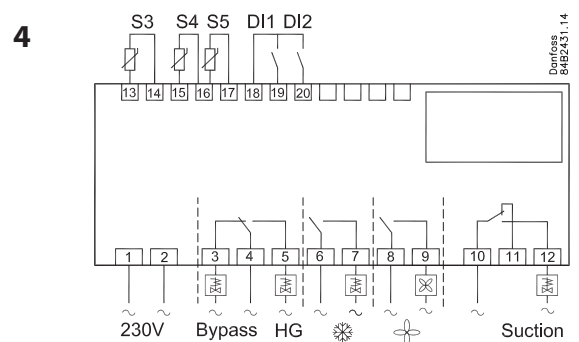 4
S3 S4 S5 DI1 DI2
Danfoss
84B2431.14
13 14 15 16 17 18 19 20
1 2 3 4 5 6 7 8 9 10 11 12
230V Bypass HG Suction